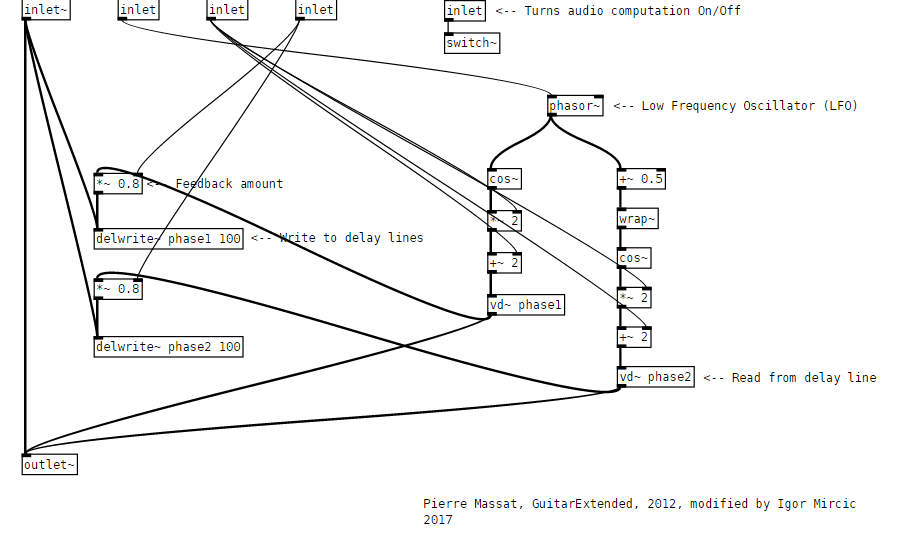 inlet~ inlet inlet inlet inlet <-- Turns audio computation On/Off
switch~
phasor~ <-- Low Frequency Oscillator (LFO)
*~ 0.8 <-- Feedback amount cos~ +~ 0.5
*~ 2 wrap~
delwrite~ phase1 100 <-- Write to delay lines
+~ 2 cos~
*~ 0.8 *~ 2
vd~ phase1
+~ 2
delwrite~ phase2 100
vd~ phase2 <-- Read from delay line
outlet~
Pierre Massat, GuitarExtended, 2012, modified by Igor Mircic
2017